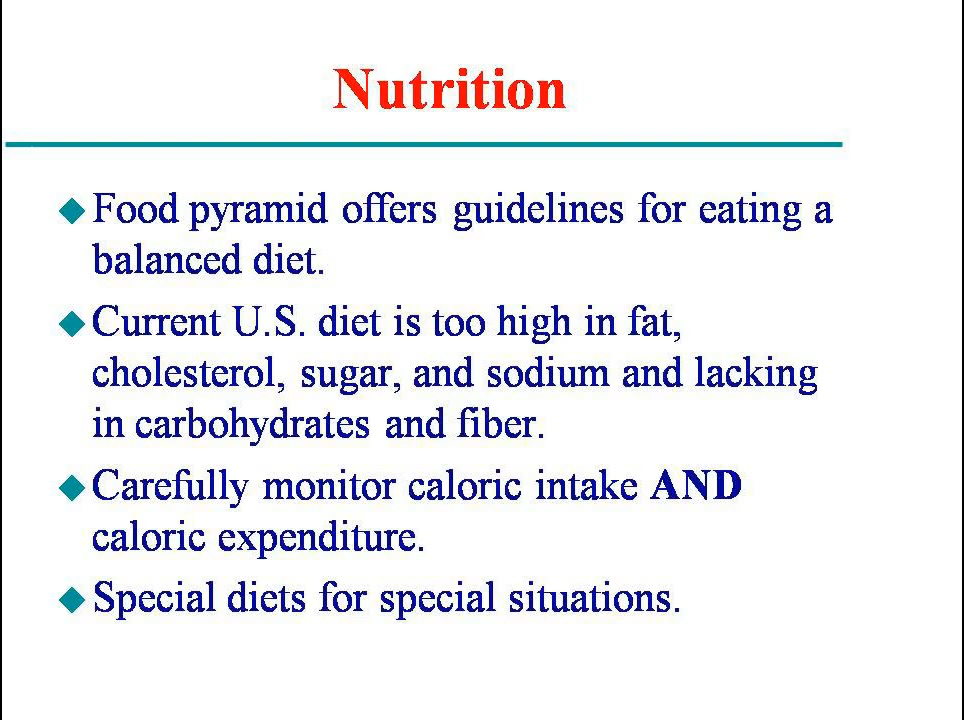 Nutrition
Food pyramid offers guidelines for eating a
balanced diet.
Current U.S. diet is too high in fat,
cholesterol, sugar, and sodium and lacking
in carbohydrates and fiber.
Carefully monitor caloric intake AND
caloric expenditure.
Special diets for special situations.